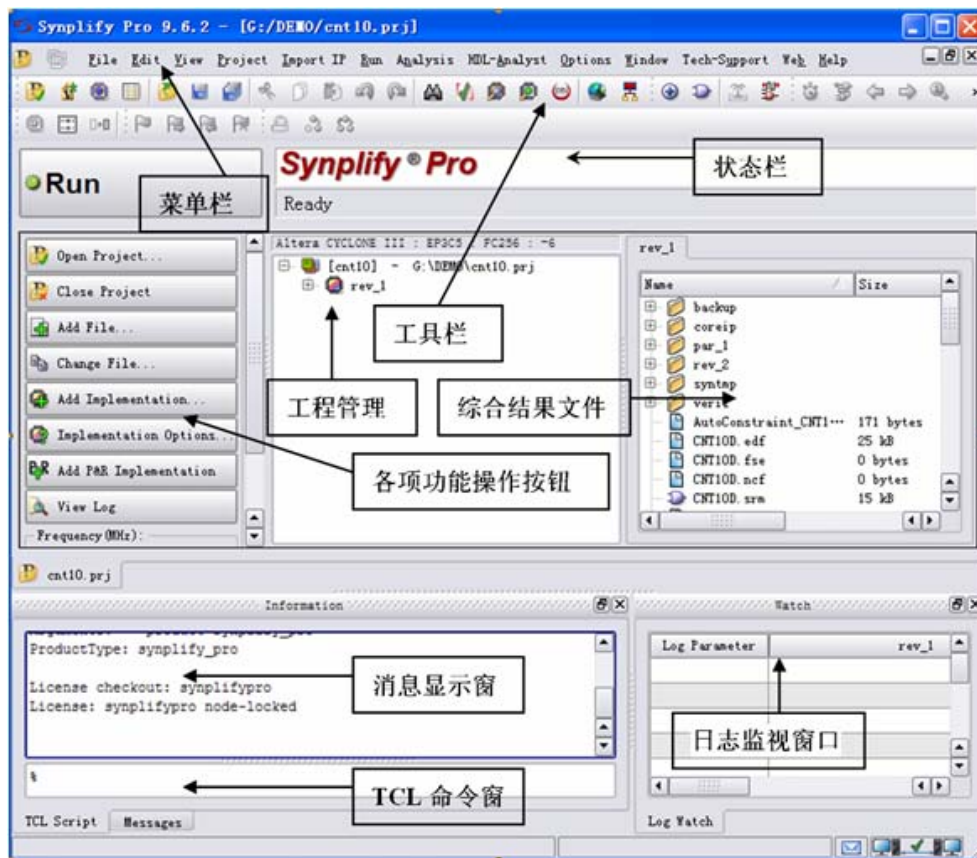 Synplify Pro 9.6.2 - [G:/DEMO/cnt10.prj]
File Edit View Project Import IP Run Analysis HDL-Analyst Options Window Tech-Support Web Help
Run
菜单栏
Synplify® Pro
状态栏
Ready
Open Project...
Close Project
Add File...
Change File...
Add Implementation...
Implementation Options...
Add P&R Implementation
View Log
Frequency(MHz):
Altera CYCLONE III : EP3C5 : FC256 : -6
[cnt10] - G:\DEMO\cnt10.prj
rev_1
工具栏
工程管理
综合结果文件
各项功能操作按钮
rev_1
Name Size
backup
coreip
par_1
rev_2
syntmp
verif
AutoConstraint_CNT1··· 171 bytes
CNT10D.edf 25 kB
CNT10D.fse 0 bytes
CNT10D.ncf 0 bytes
CNT10D.srm 15 kB
cnt10.prj
Information
ProductType: synplify_pro
License checkout: synplifypro
License: synplifypro node-locked
消息显示窗
%
TCL 命令窗
TCL Script Messages
Watch
Log Parameter rev_1
日志监视窗口
Log Watch